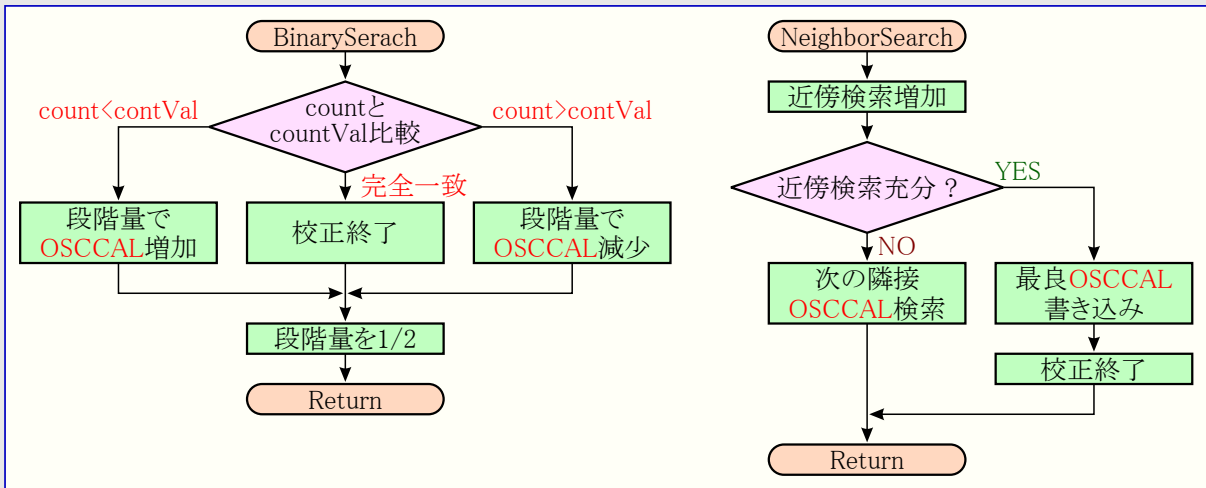 BinarySerach
count<contVal
countと
countVal比較
count>contVal
完全一致
段階量で
OSCCAL増加
校正終了
段階量で
OSCCAL減少
段階量を1/2
Return
NeighborSearch
近傍検索増加
近傍検索充分?
YES
NO
次の隣接
OSCCAL検索
最良OSCCAL
書き込み
校正終了
Return